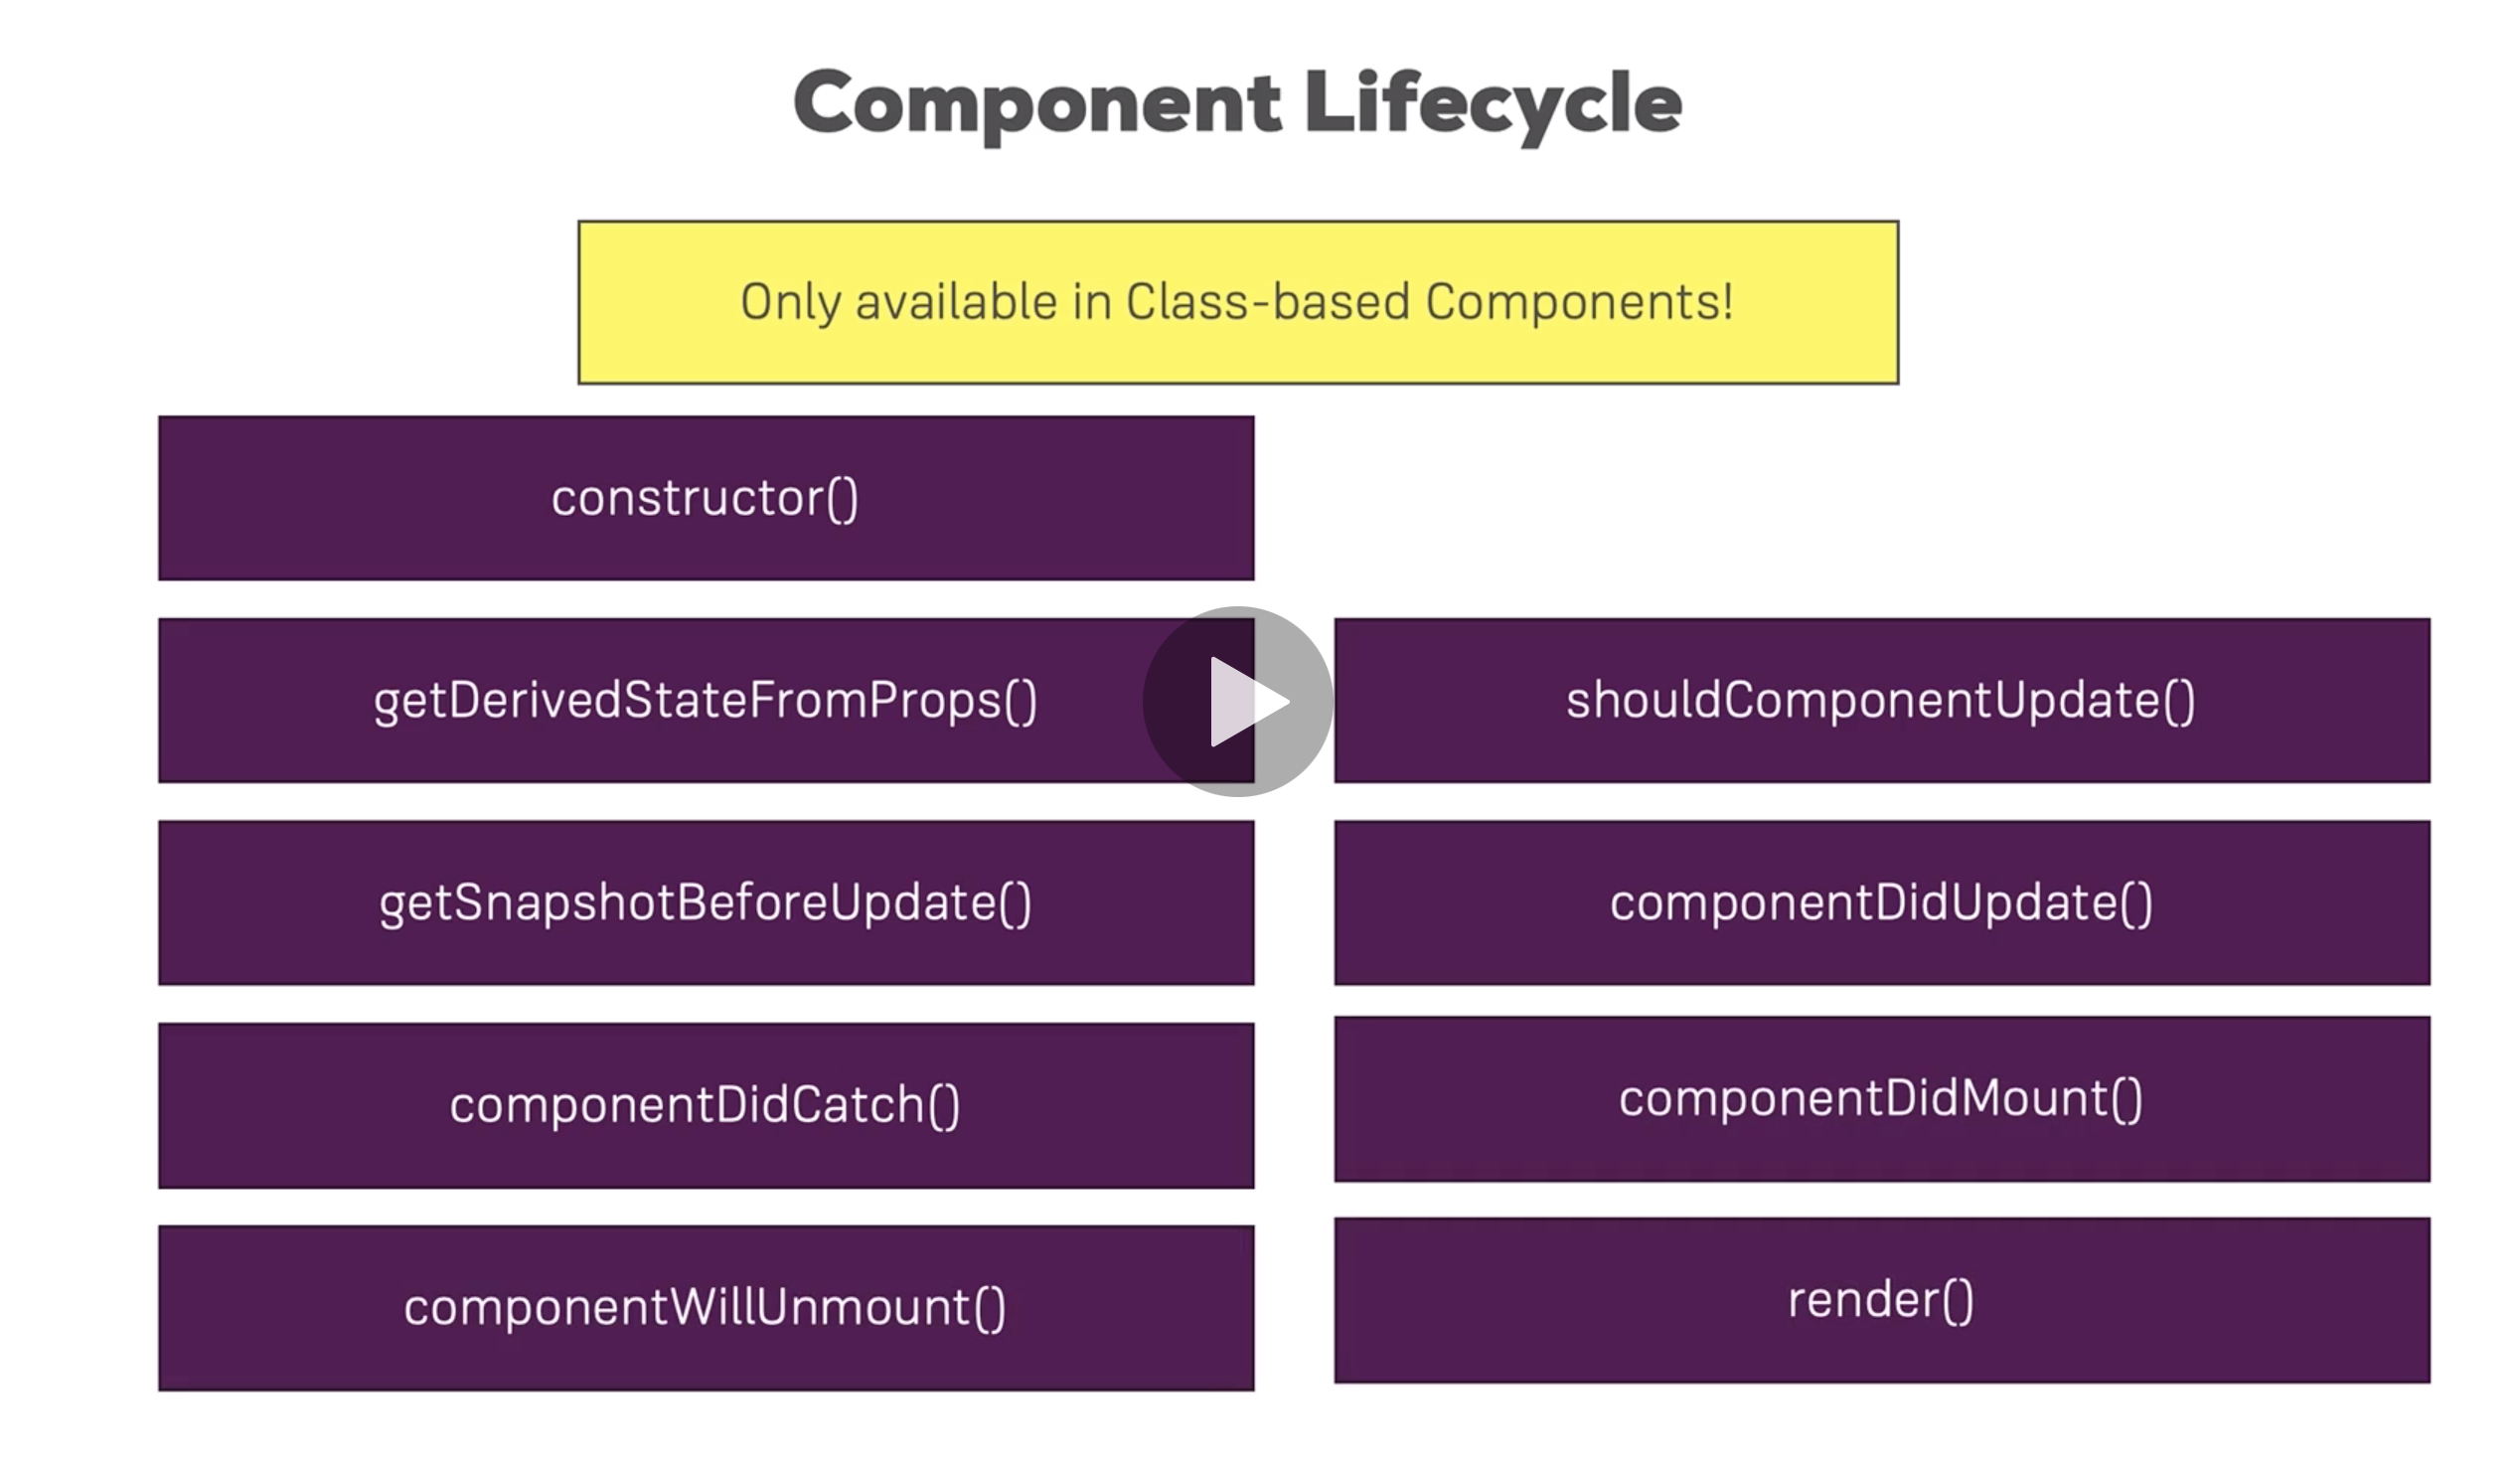 Component Lifecycle
Only available in Class-based Components!
constructor()
getDerivedStateFromProps()
shouldComponentUpdate()
getSnapshotBeforeUpdate()
componentDidUpdate()
componentDidCatch()
componentDidMount()
componentWillUnmount()
render()